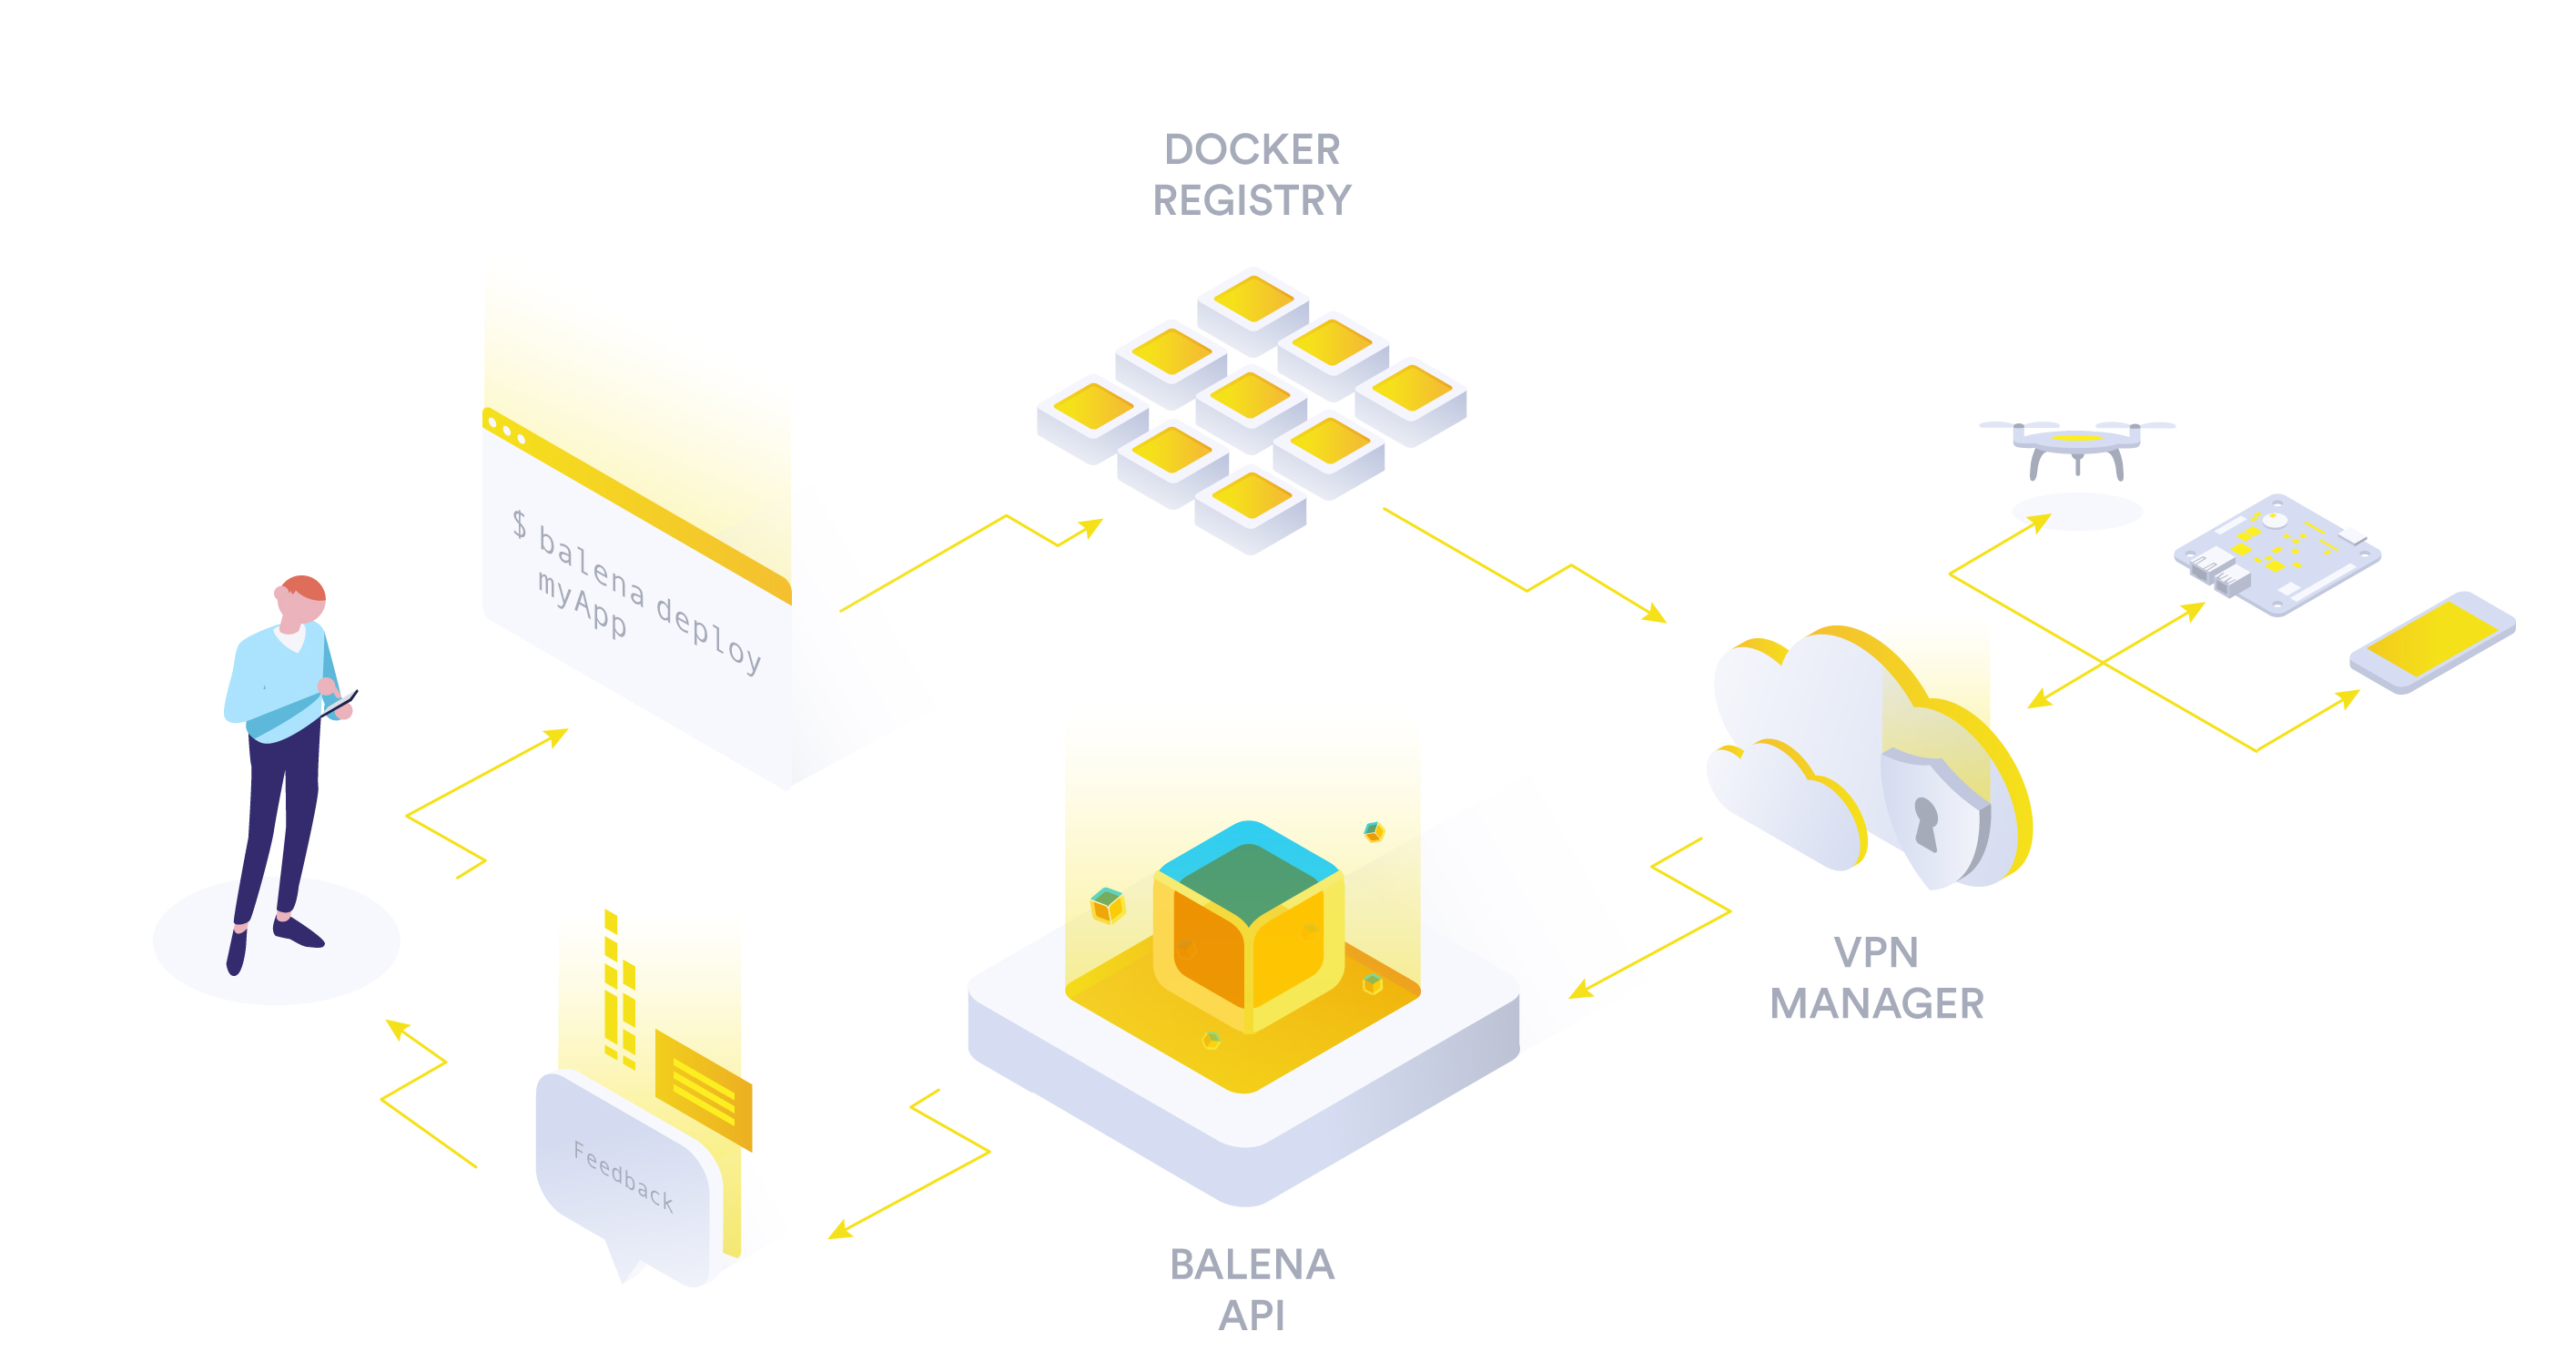 DOCKER
REGISTRY
$ balena deploy
myApp
VPN
MANAGER
Feedback
BALENA
API